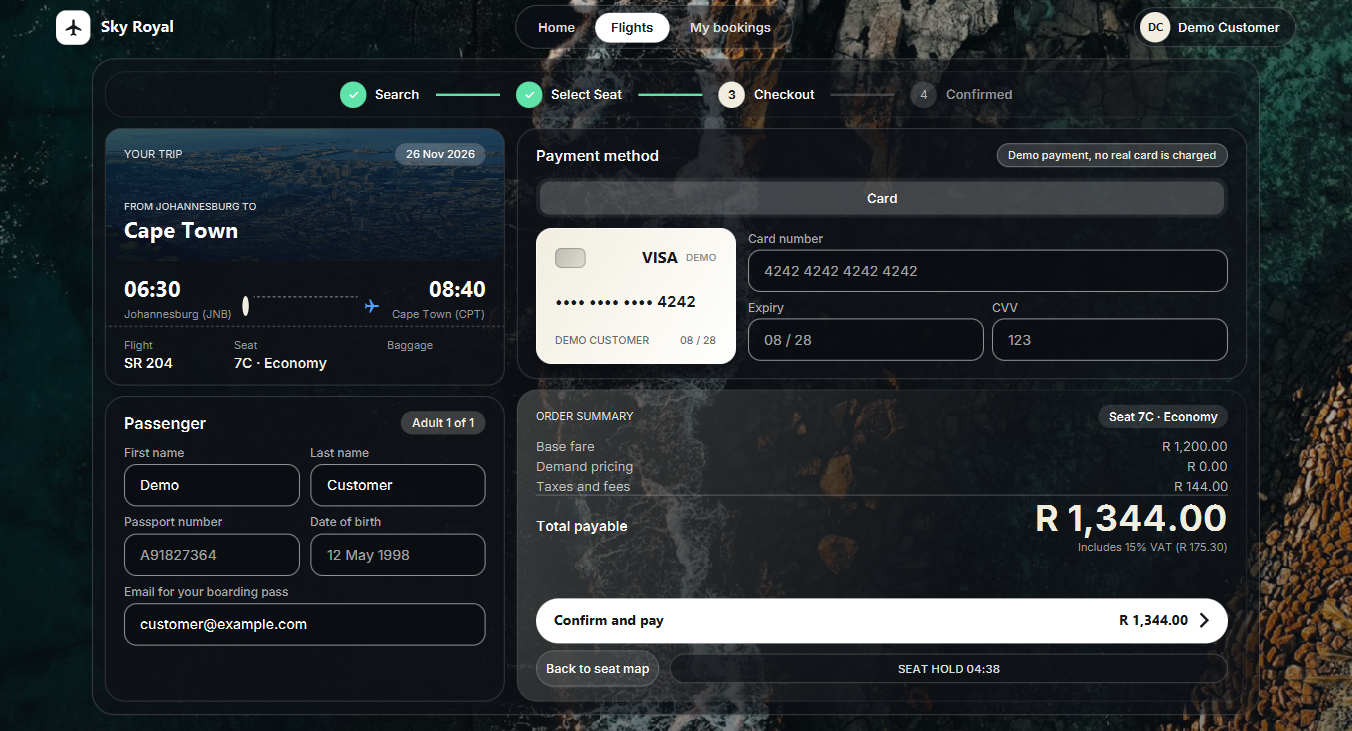 Sky Royal
Home Flights My bookings
DC Demo Customer
Search Select Seat 3 Checkout 4 Confirmed
YOUR TRIP 26 Nov 2026
FROM JOHANNESBURG TO
Cape Town
06:30 08:40
Johannesburg (JNB) Cape Town (CPT)
Flight Seat Baggage
SR 204 7C · Economy
Passenger Adult 1 of 1
First name Last name
Demo Customer
Passport number Date of birth
A91827364 12 May 1998
Email for your boarding pass
customer@example.com
Payment method Demo payment, no real card is charged
Card
VISA DEMO
•••• •••• •••• 4242
DEMO CUSTOMER 08 / 28
Card number
4242 4242 4242 4242
Expiry CVV
08 / 28 123
ORDER SUMMARY Seat 7C · Economy
Base fare R 1,200.00
Demand pricing R 0.00
Taxes and fees R 144.00
Total payable R 1,344.00
Includes 15% VAT (R 175.30)
Confirm and pay R 1,344.00
Back to seat map SEAT HOLD 04:38